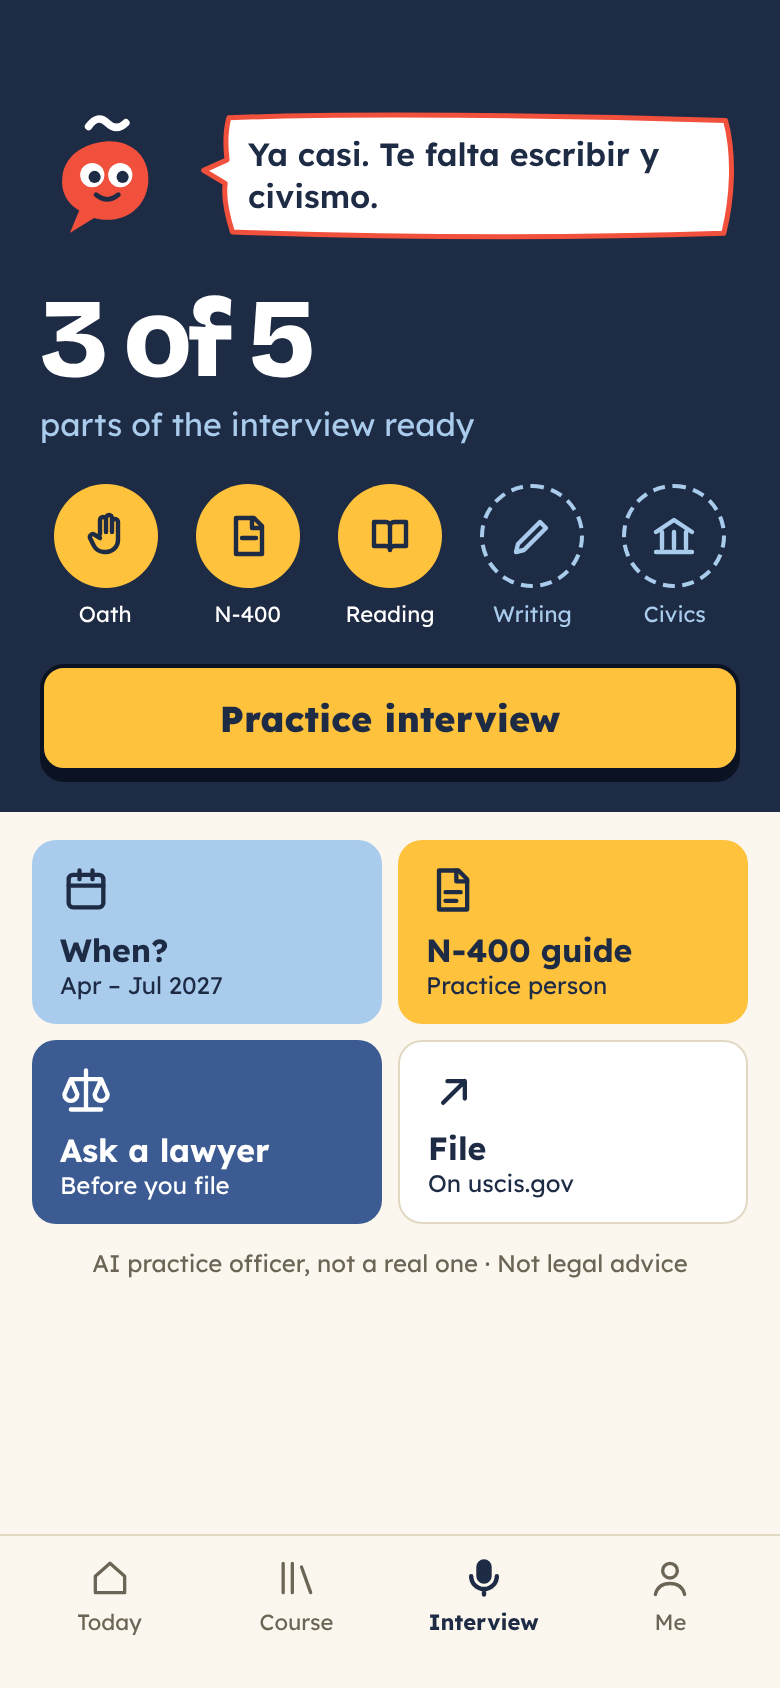 Ya casi. Te falta escribir y
civismo.
3 of 5
parts of the interview ready
Oath
N-400
Reading
Writing
Civics
Practice interview
When?
Apr – Jul 2027
N-400 guide
Practice person
Ask a lawyer
Before you file
File
On uscis.gov
AI practice officer, not a real one · Not legal advice
Today
Course
Interview
Me